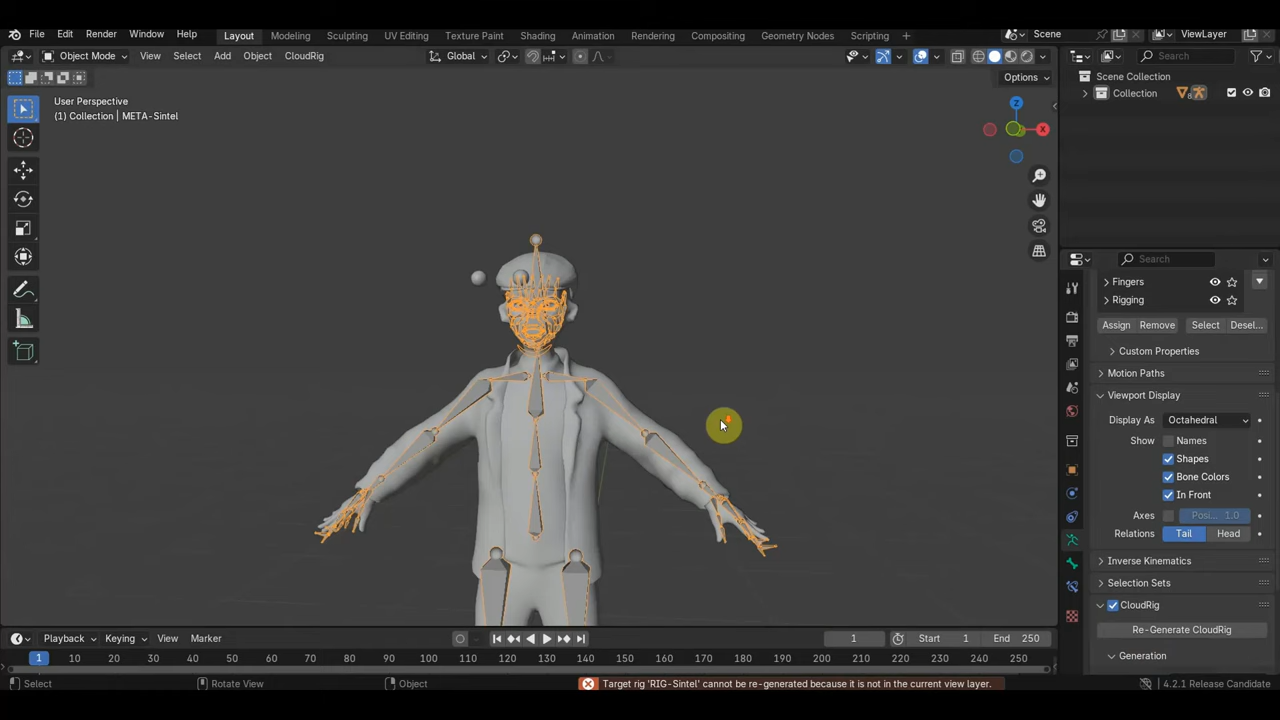 File Edit Render Window Help Layout Modeling Sculpting UV Editing Texture Paint Shading Animation Rendering Compositing Geometry Nodes Scripting Scene ViewLayer
Object Mode View Select Add Object CloudRig Global Search
Options
Scene Collection
Collection
User Perspective
(1) Collection | META-Sintel
Z
X
Search
Fingers
Rigging
Assign Remove Select Desel...
Custom Properties
Motion Paths
Viewport Display
Display As Octahedral
Show Names
Shapes
Bone Colors
In Front
Axes Posi... 1.0
Relations Tail Head
Inverse Kinematics
Selection Sets
CloudRig
Re-Generate CloudRig
Generation
Playback Keying View Marker 1 Start 1 End 250
1 10 20 30 40 50 60 70 80 90 100 110 120 130 140 150 160 170 180 190 200 210 220 230 240 250
Select Rotate View Object Target rig 'RIG-Sintel' cannot be re-generated because it is not in the current view layer. 4.2.1 Release Candidate